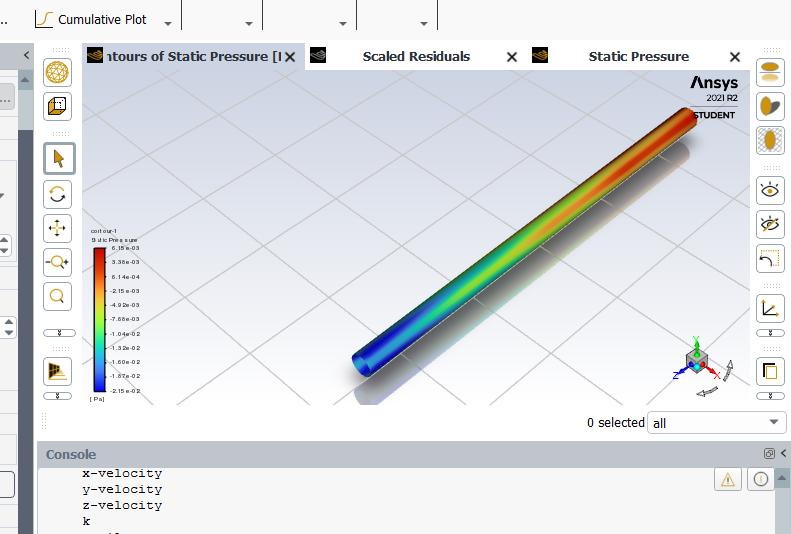 ... Cumulative Plot
ntours of Static Pressure [I
Scaled Residuals
Static Pressure
Ansys
2021 R2
STUDENT
contour-1
Static Pressure
6.15e-03
3.38e-03
6.14e-04
-2.15e-03
-4.92e-03
-7.68e-03
-1.04e-02
-1.32e-02
-1.60e-02
-1.87e-02
-2.15e-02
[Pa]
Y
Z
X
0 selected all
Console
x-velocity
y-velocity
z-velocity
k